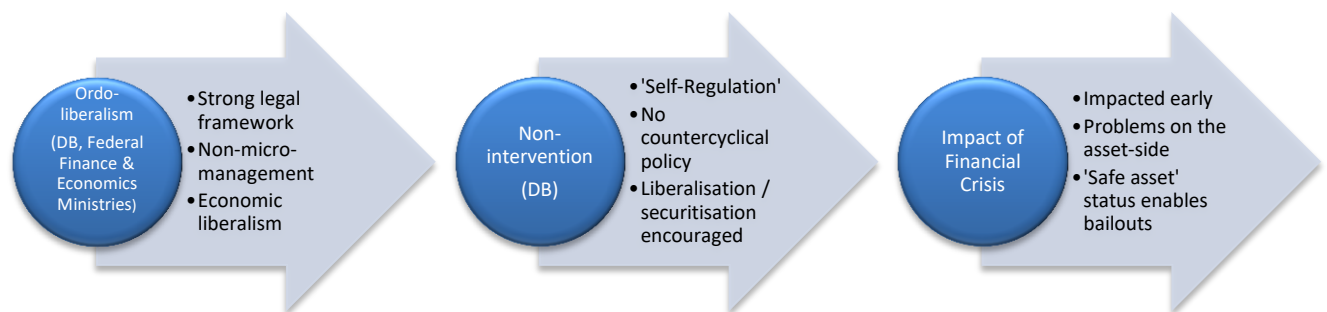 Ordo-
liberalism
(DB, Federal
Finance &
Economics
Ministries)
•Strong legal
framework
•Non-micro-
management
•Economic
liberalism
Non-
intervention
(DB)
•'Self-Regulation'
•No
countercyclical
policy
•Liberalisation /
securitisation
encouraged
Impact of
Financial
Crisis
•Impacted early
•Problems on the
asset-side
•'Safe asset'
status enables
bailouts